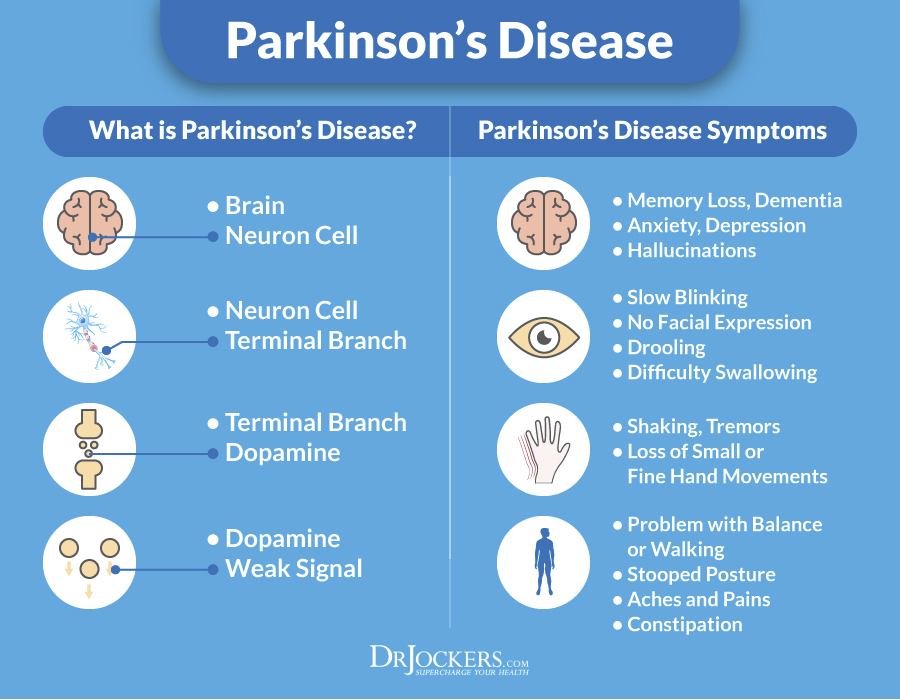 Parkinson's Disease
What is Parkinson's Disease?
• Brain
• Neuron Cell
• Neuron Cell
• Terminal Branch
• Terminal Branch
• Dopamine
• Dopamine
• Weak Signal
Parkinson's Disease Symptoms
• Memory Loss, Dementia
• Anxiety, Depression
• Hallucinations
• Slow Blinking
• No Facial Expression
• Drooling
• Difficulty Swallowing
• Shaking, Tremors
• Loss of Small or
Fine Hand Movements
• Problem with Balance
or Walking
• Stooped Posture
• Aches and Pains
• Constipation
DRJOCKERS.COM
SUPERCHARGE YOUR HEALTH